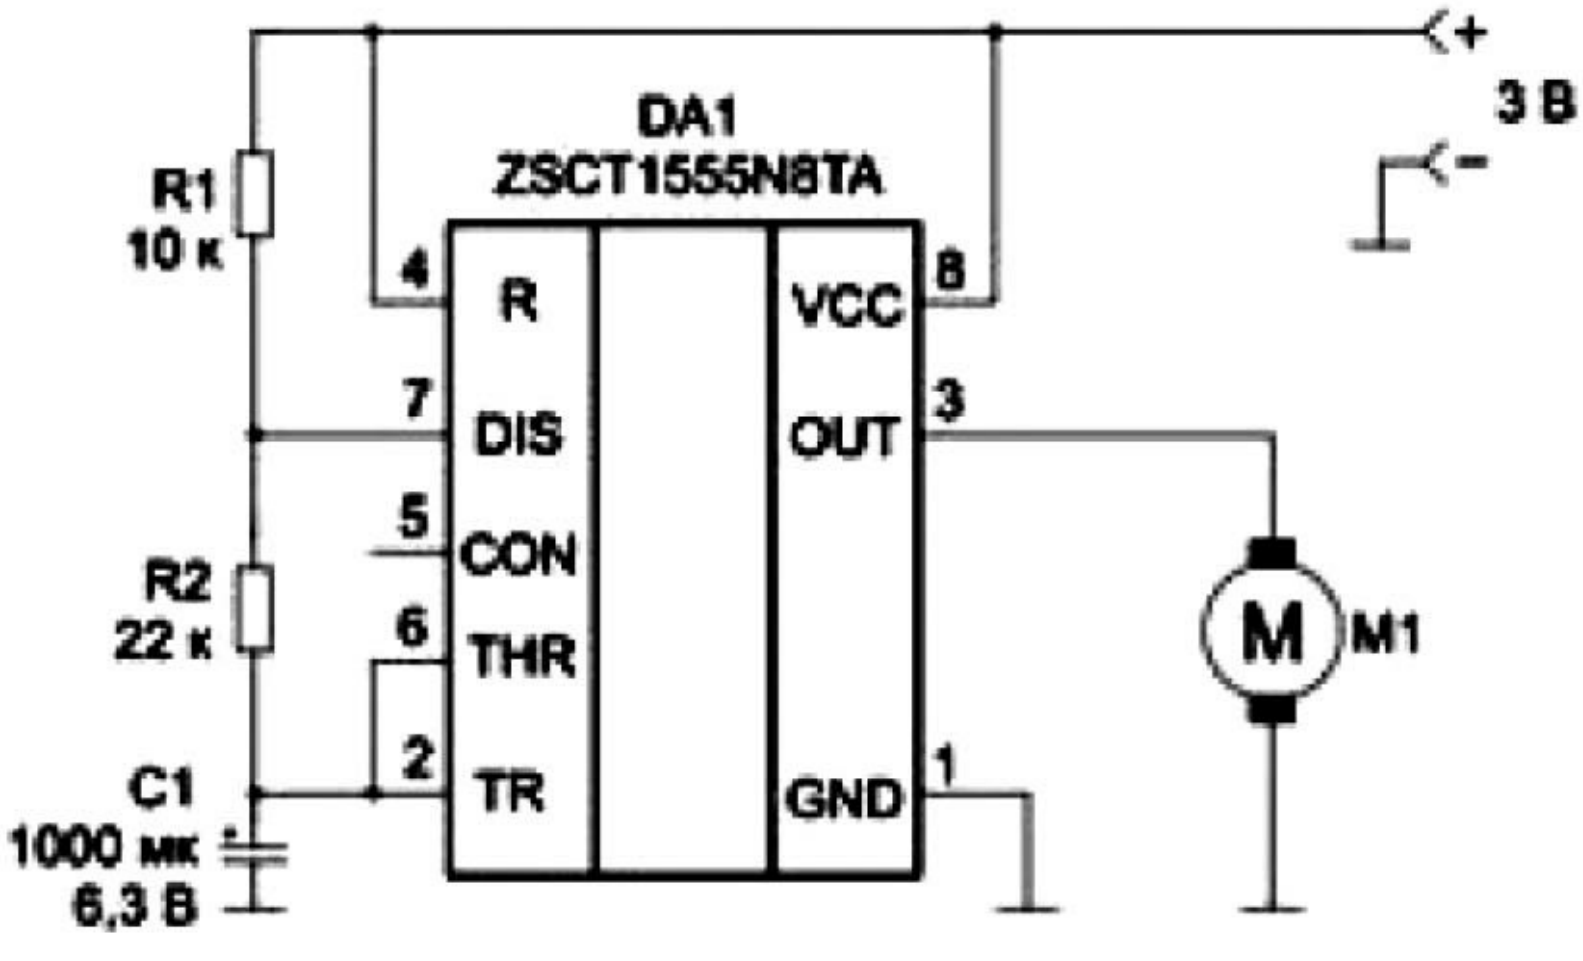 +
3 В
−
DA1
ZSCT1555N8TA
R1
10 к
4
R
VCC
8
7
DIS
OUT
3
5
CON
R2
22 к
6
THR
M
M1
2
TR
GND
1
C1
1000 мк
+
6,3 В